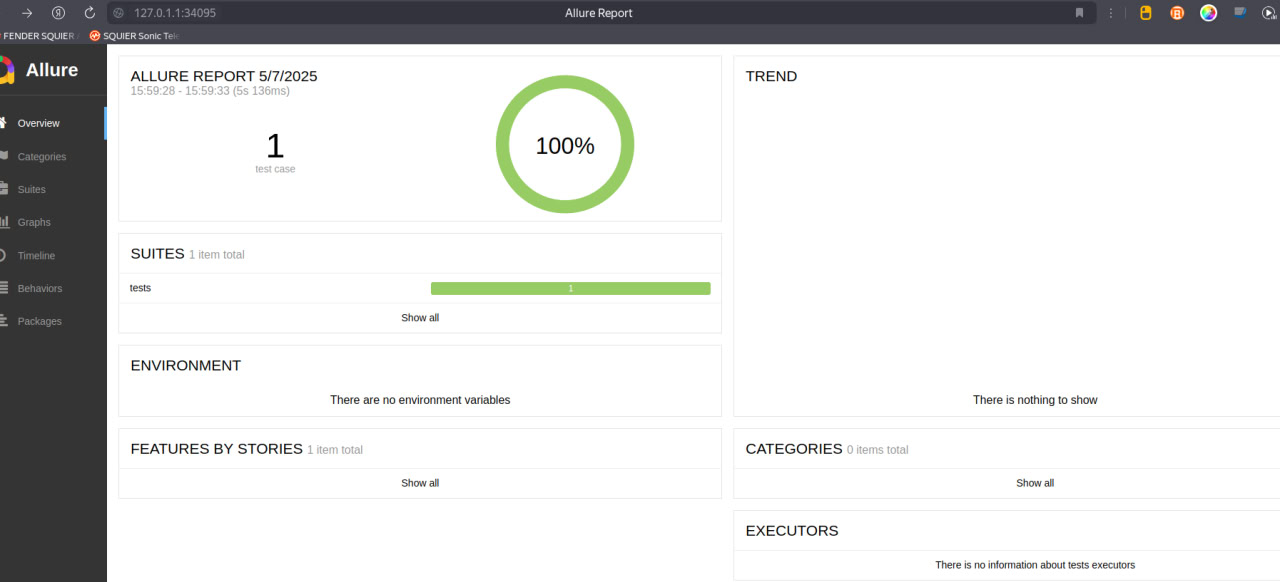 127.0.1.1:34095
Allure Report
FENDER SQUIER
SQUIER Sonic Tele
Allure
Overview
Categories
Suites
Graphs
Timeline
Behaviors
Packages
ALLURE REPORT 5/7/2025
15:59:28 - 15:59:33 (5s 136ms)
1
test case
100%
SUITES 1 item total
tests
1
Show all
ENVIRONMENT
There are no environment variables
FEATURES BY STORIES 1 item total
Show all
TREND
There is nothing to show
CATEGORIES 0 items total
Show all
EXECUTORS
There is no information about tests executors